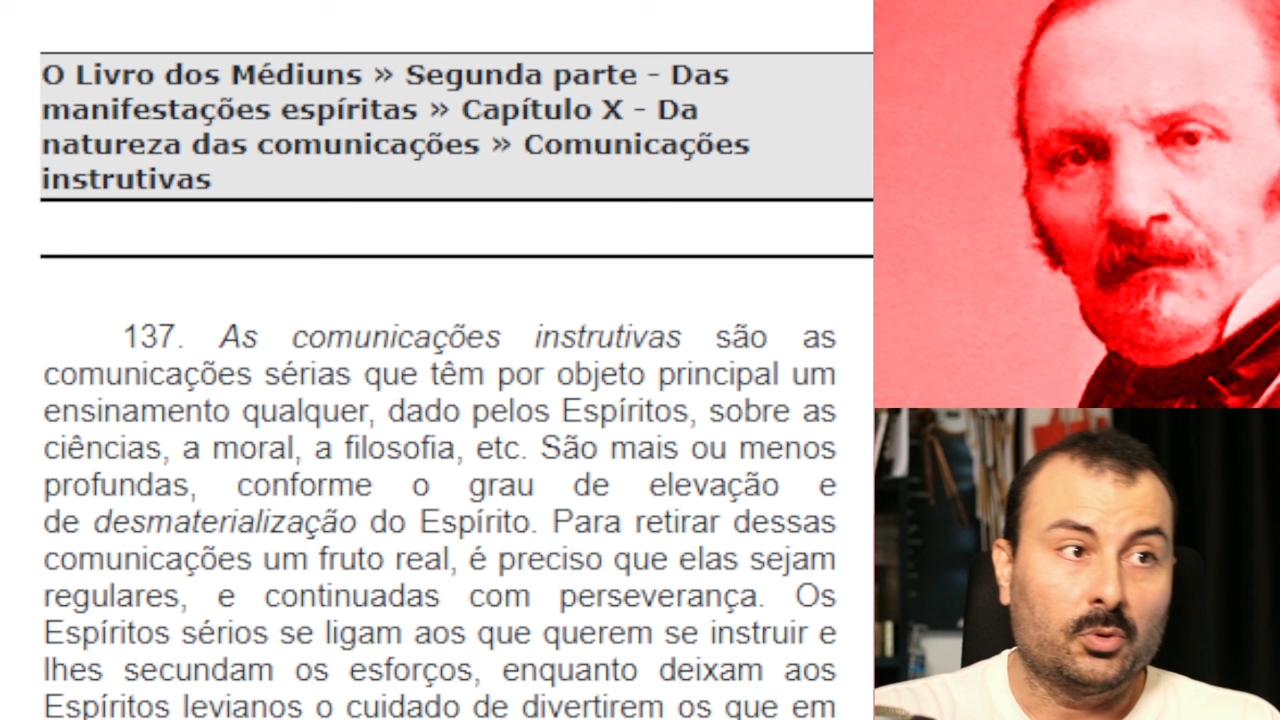 O Livro dos Médiuns » Segunda parte - Das
manifestações espíritas » Capítulo X - Da
natureza das comunicações » Comunicações
instrutivas
137. As comunicações instrutivas são as
comunicações sérias que têm por objeto principal um
ensinamento qualquer, dado pelos Espíritos, sobre as
ciências, a moral, a filosofia, etc. São mais ou menos
profundas, conforme o grau de elevação e
de desmaterialização do Espírito. Para retirar dessas
comunicações um fruto real, é preciso que elas sejam
regulares, e continuadas com perseverança. Os
Espíritos sérios se ligam aos que querem se instruir e
lhes secundam os esforços, enquanto deixam aos
Espíritos levianos o cuidado de divertirem os que em